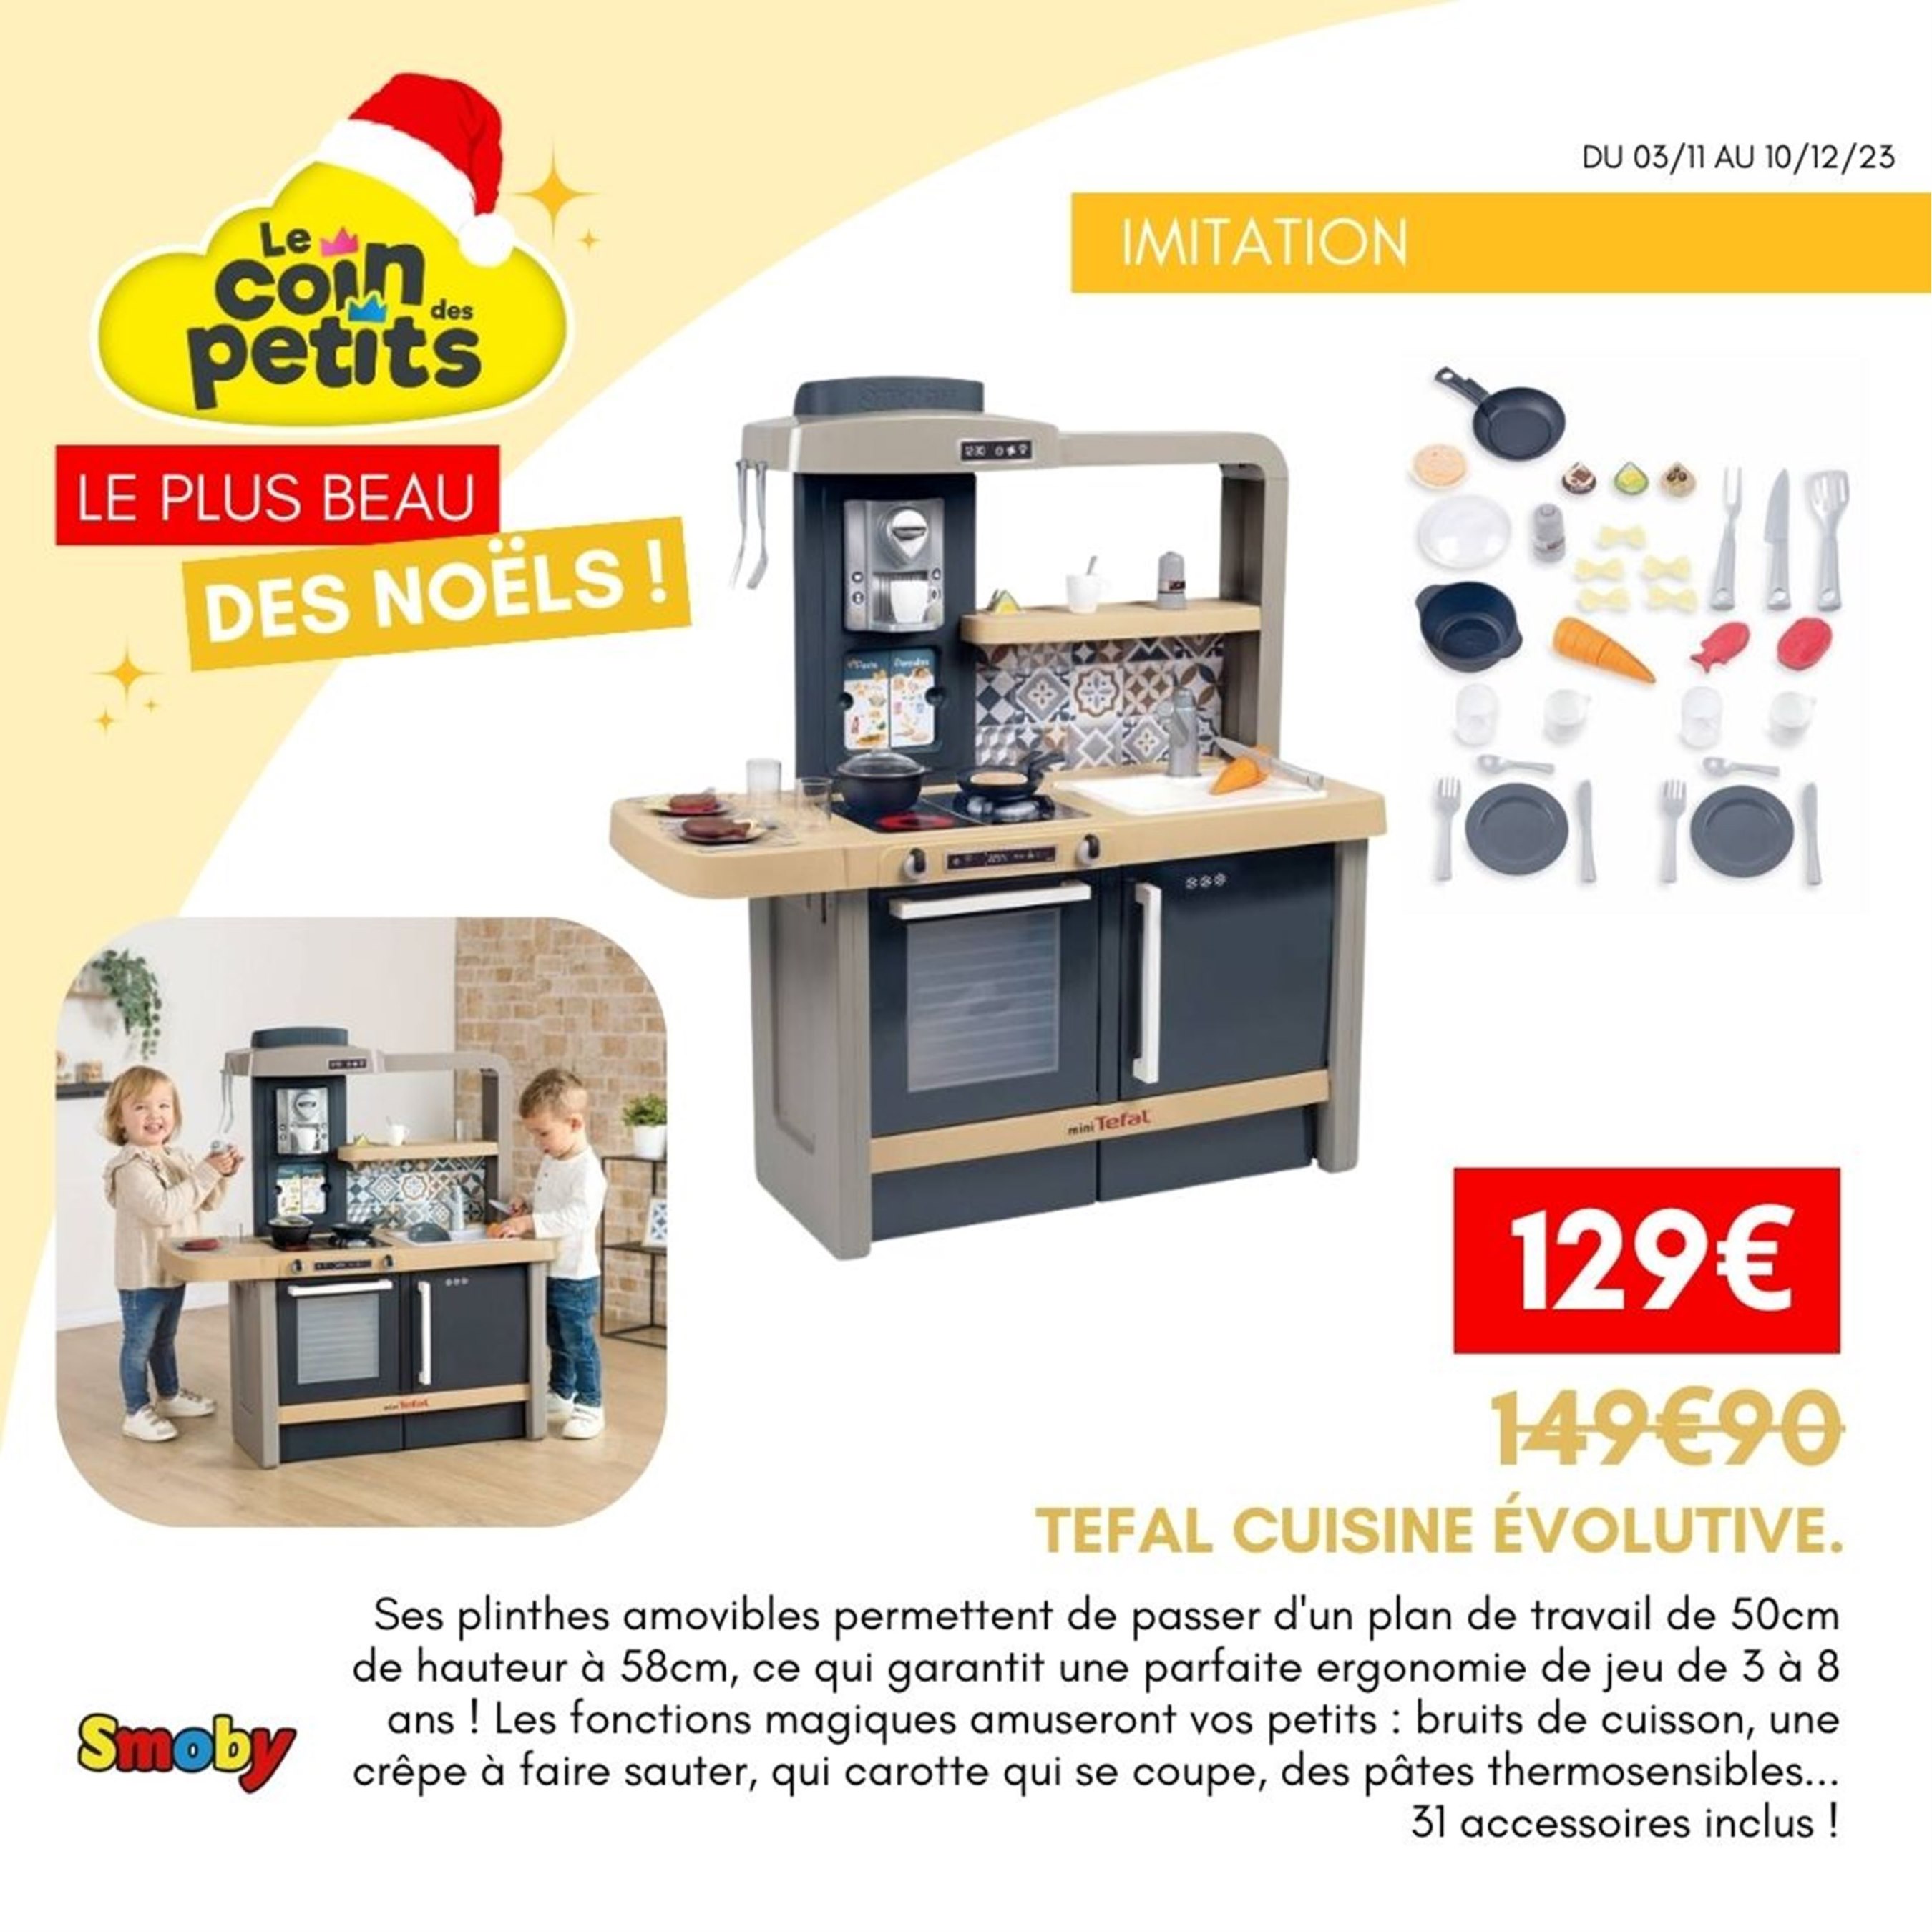 Le
coin
des
petits
LE PLUS BEAU
DES NOËLS !
DU 03/11 AU 10/12/23
IMITATION
12:30
mini Tefal
mini Tefal
129€
149€90
TEFAL CUISINE ÉVOLUTIVE.
Ses plinthes amovibles permettent de passer d'un plan de travail de 50cm
de hauteur à 58cm, ce qui garantit une parfaite ergonomie de jeu de 3 à 8
ans ! Les fonctions magiques amuseront vos petits : bruits de cuisson, une
crêpe à faire sauter, qui carotte qui se coupe, des pâtes thermosensibles...
31 accessoires inclus !
Smoby